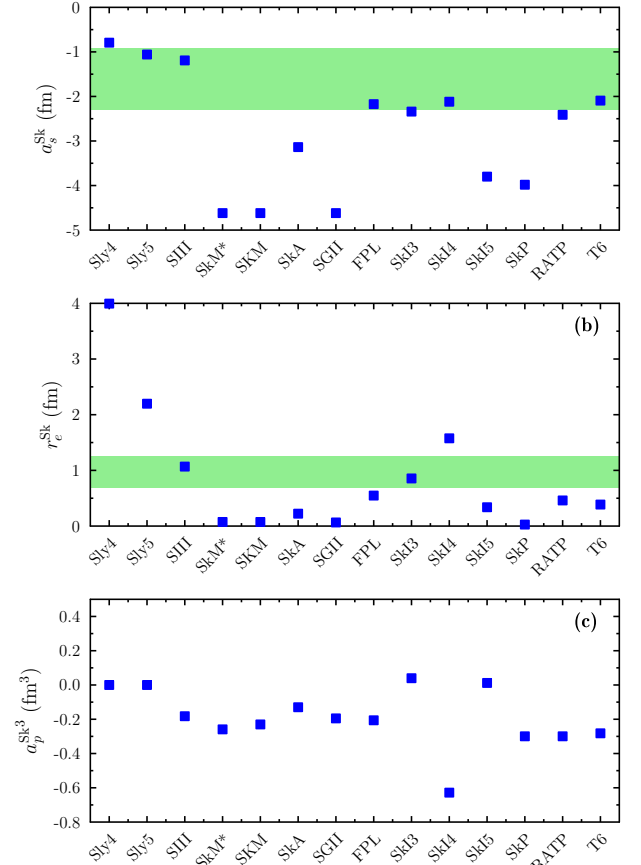 0
-1
-2
-3
-4
-5
a_s^Sk (fm)
Sly4 Sly5 SIII SkM* SKM SkA SGII FPL SkI3 SkI4 SkI5 SkP RATP T6
(b)
4
3
2
1
0
r_e^Sk (fm)
Sly4 Sly5 SIII SkM* SKM SkA SGII FPL SkI3 SkI4 SkI5 SkP RATP T6
(c)
0.4
0.2
0.0
-0.2
-0.4
-0.6
-0.8
a_p^Sk^3 (fm^3)
Sly4 Sly5 SIII SkM* SKM SkA SGII FPL SkI3 SkI4 SkI5 SkP RATP T6